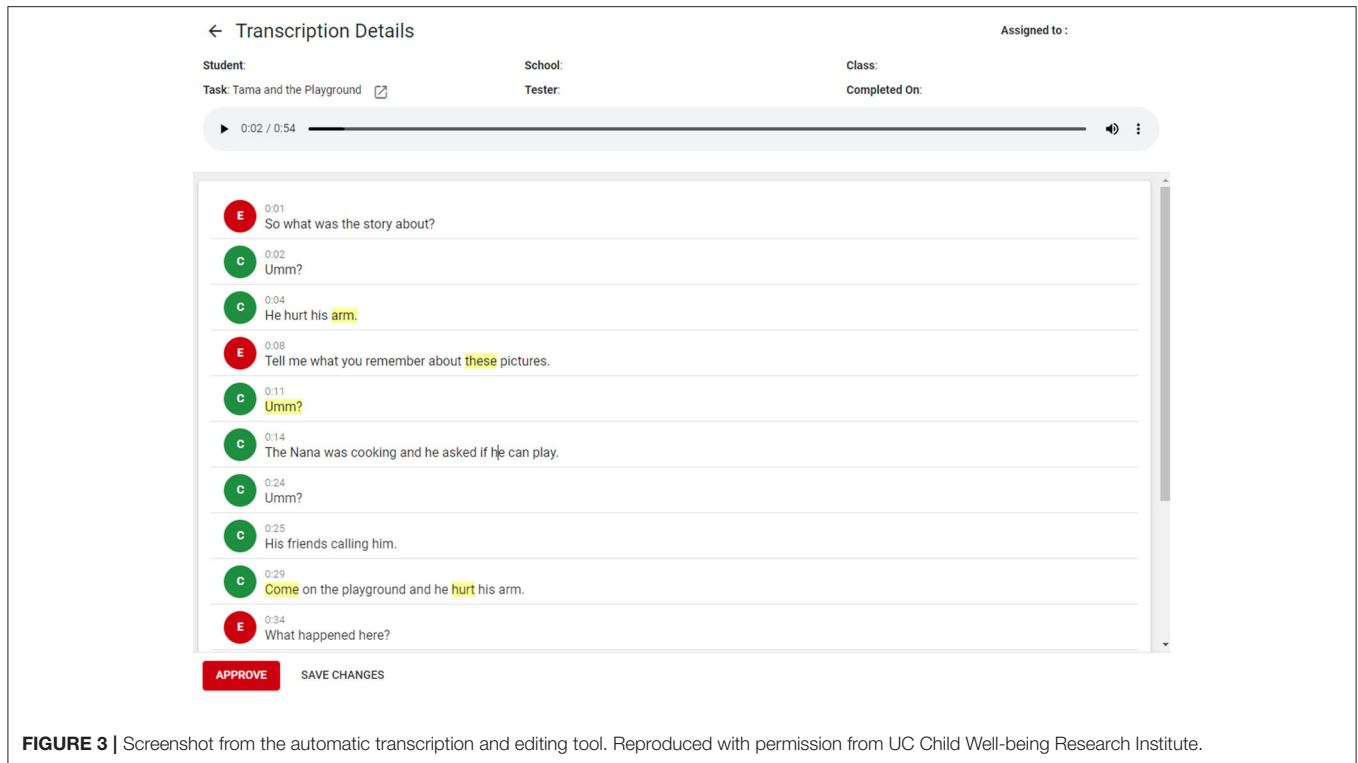 ← Transcription Details
Assigned to :
Student:
School:
Class:
Task: Tama and the Playground
Tester:
Completed On:
0:02 / 0:54
E
0:01
So what was the story about?
C
0:02
Umm?
C
0:04
He hurt his arm.
E
0:08
Tell me what you remember about these pictures.
C
0:11
Umm?
C
0:14
The Nana was cooking and he asked if he can play.
C
0:24
Umm?
C
0:25
His friends calling him.
C
0:29
Come on the playground and he hurt his arm.
E
0:34
What happened here?
APPROVE
SAVE CHANGES
FIGURE 3 | Screenshot from the automatic transcription and editing tool. Reproduced with permission from UC Child Well-being Research Institute.